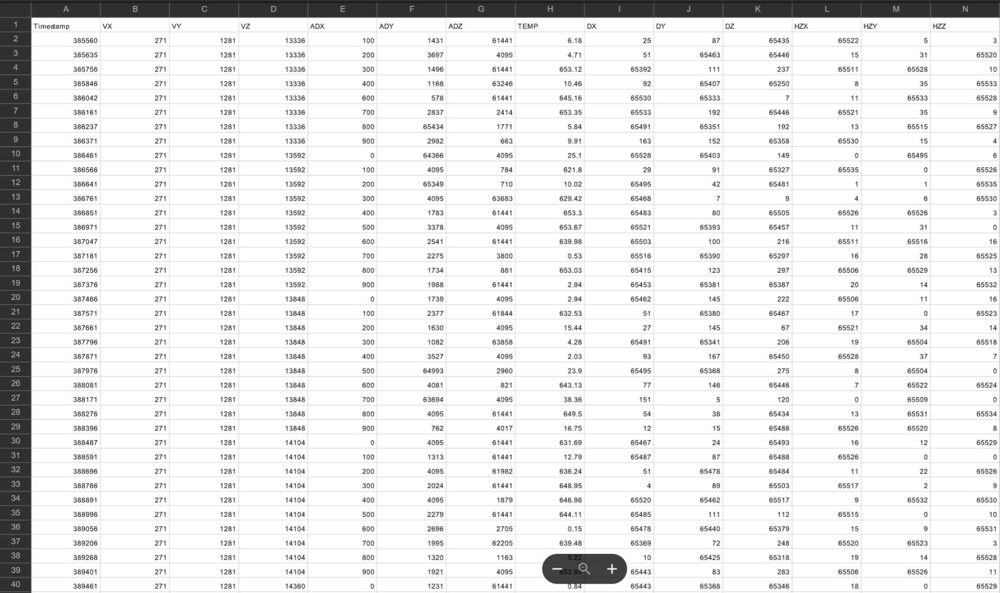 A B C D E F G H I J K L M N
1 Timestamp VX VY VZ ADX ADY ADZ TEMP DX DY DZ HZX HZY HZZ
2 385560 271 1281 13336 100 1431 61441 6.18 25 87 65435 65522 5 3
3 385635 271 1281 13336 200 3697 4095 4.71 51 65463 65446 15 31 65520
4 385756 271 1281 13336 300 1496 61441 653.12 65392 111 237 65511 65528 10
5 385846 271 1281 13336 400 1168 63246 10.46 92 65407 65250 8 35 65533
6 386042 271 1281 13336 600 578 61441 645.16 65530 65333 7 11 65533 65528
7 386161 271 1281 13336 700 2837 2414 653.35 65533 192 65446 65521 35 9
8 386237 271 1281 13336 800 65434 1771 5.84 65491 65351 192 13 65515 65527
9 386371 271 1281 13336 900 2982 663 9.91 163 152 65358 65530 15 4
10 386461 271 1281 13592 0 64366 4095 25.1 65528 65403 149 0 65495 6
11 386566 271 1281 13592 100 4095 784 621.8 29 91 65327 65535 0 65526
12 386641 271 1281 13592 200 65349 710 10.02 65495 42 65481 1 1 65535
13 386761 271 1281 13592 300 4095 63683 629.42 65468 7 9 4 6 65530
14 386851 271 1281 13592 400 1783 61441 653.3 65483 80 65505 65526 65526 3
15 386971 271 1281 13592 500 3378 4095 653.67 65521 65393 65457 11 31 0
16 387047 271 1281 13592 600 2541 61441 639.98 65503 100 216 65511 65516 16
17 387181 271 1281 13592 700 2275 3800 0.53 65516 65390 65297 16 28 65525
18 387256 271 1281 13592 800 1734 881 653.03 65415 123 297 65506 65529 13
19 387376 271 1281 13592 900 1988 61441 2.94 65453 65381 65387 20 14 65532
20 387466 271 1281 13848 0 1739 4095 2.94 65462 145 222 65506 11 16
21 387571 271 1281 13848 100 2377 61844 632.53 51 65380 65467 17 0 65523
22 387661 271 1281 13848 200 1630 4095 15.44 27 145 67 65521 34 14
23 387796 271 1281 13848 300 1082 63858 4.28 65491 65341 206 19 65504 65518
24 387871 271 1281 13848 400 3527 4095 2.03 93 167 65450 65528 37 7
25 387976 271 1281 13848 500 64993 2960 23.9 65495 65368 275 8 65504 0
26 388081 271 1281 13848 600 4081 821 643.13 77 146 65446 7 65522 65524
27 388171 271 1281 13848 700 63694 4095 38.36 151 5 120 0 65509 0
28 388276 271 1281 13848 800 4095 61441 649.5 54 38 65434 13 65531 65534
29 388396 271 1281 13848 900 762 4017 16.75 12 15 65488 65526 65520 8
30 388487 271 1281 14104 0 4095 61441 631.69 65467 24 65493 16 12 65529
31 388591 271 1281 14104 100 1313 61441 12.79 65487 87 65488 65526 0 0
32 388696 271 1281 14104 200 4095 61982 636.24 51 65478 65484 11 22 65526
33 388786 271 1281 14104 300 2024 61441 648.95 4 89 65503 65517 2 9
34 388891 271 1281 14104 400 4095 1879 646.98 65520 65462 65517 9 65532 65530
35 388996 271 1281 14104 500 2279 61441 644.11 65485 111 112 65515 0 10
36 389056 271 1281 14104 600 2696 2705 0.15 65478 65440 65379 15 9 65531
37 389206 271 1281 14104 700 1995 62205 639.48 65369 72 248 65520 65523 3
38 389268 271 1281 14104 800 1320 1163 5.22 10 65425 65318 19 14 65528
39 389401 271 1281 14104 900 1921 4095 65443 83 283 65506 65526 11
40 389461 271 1281 14360 0 1231 61441 0.84 65443 65368 65346 18 0 65529